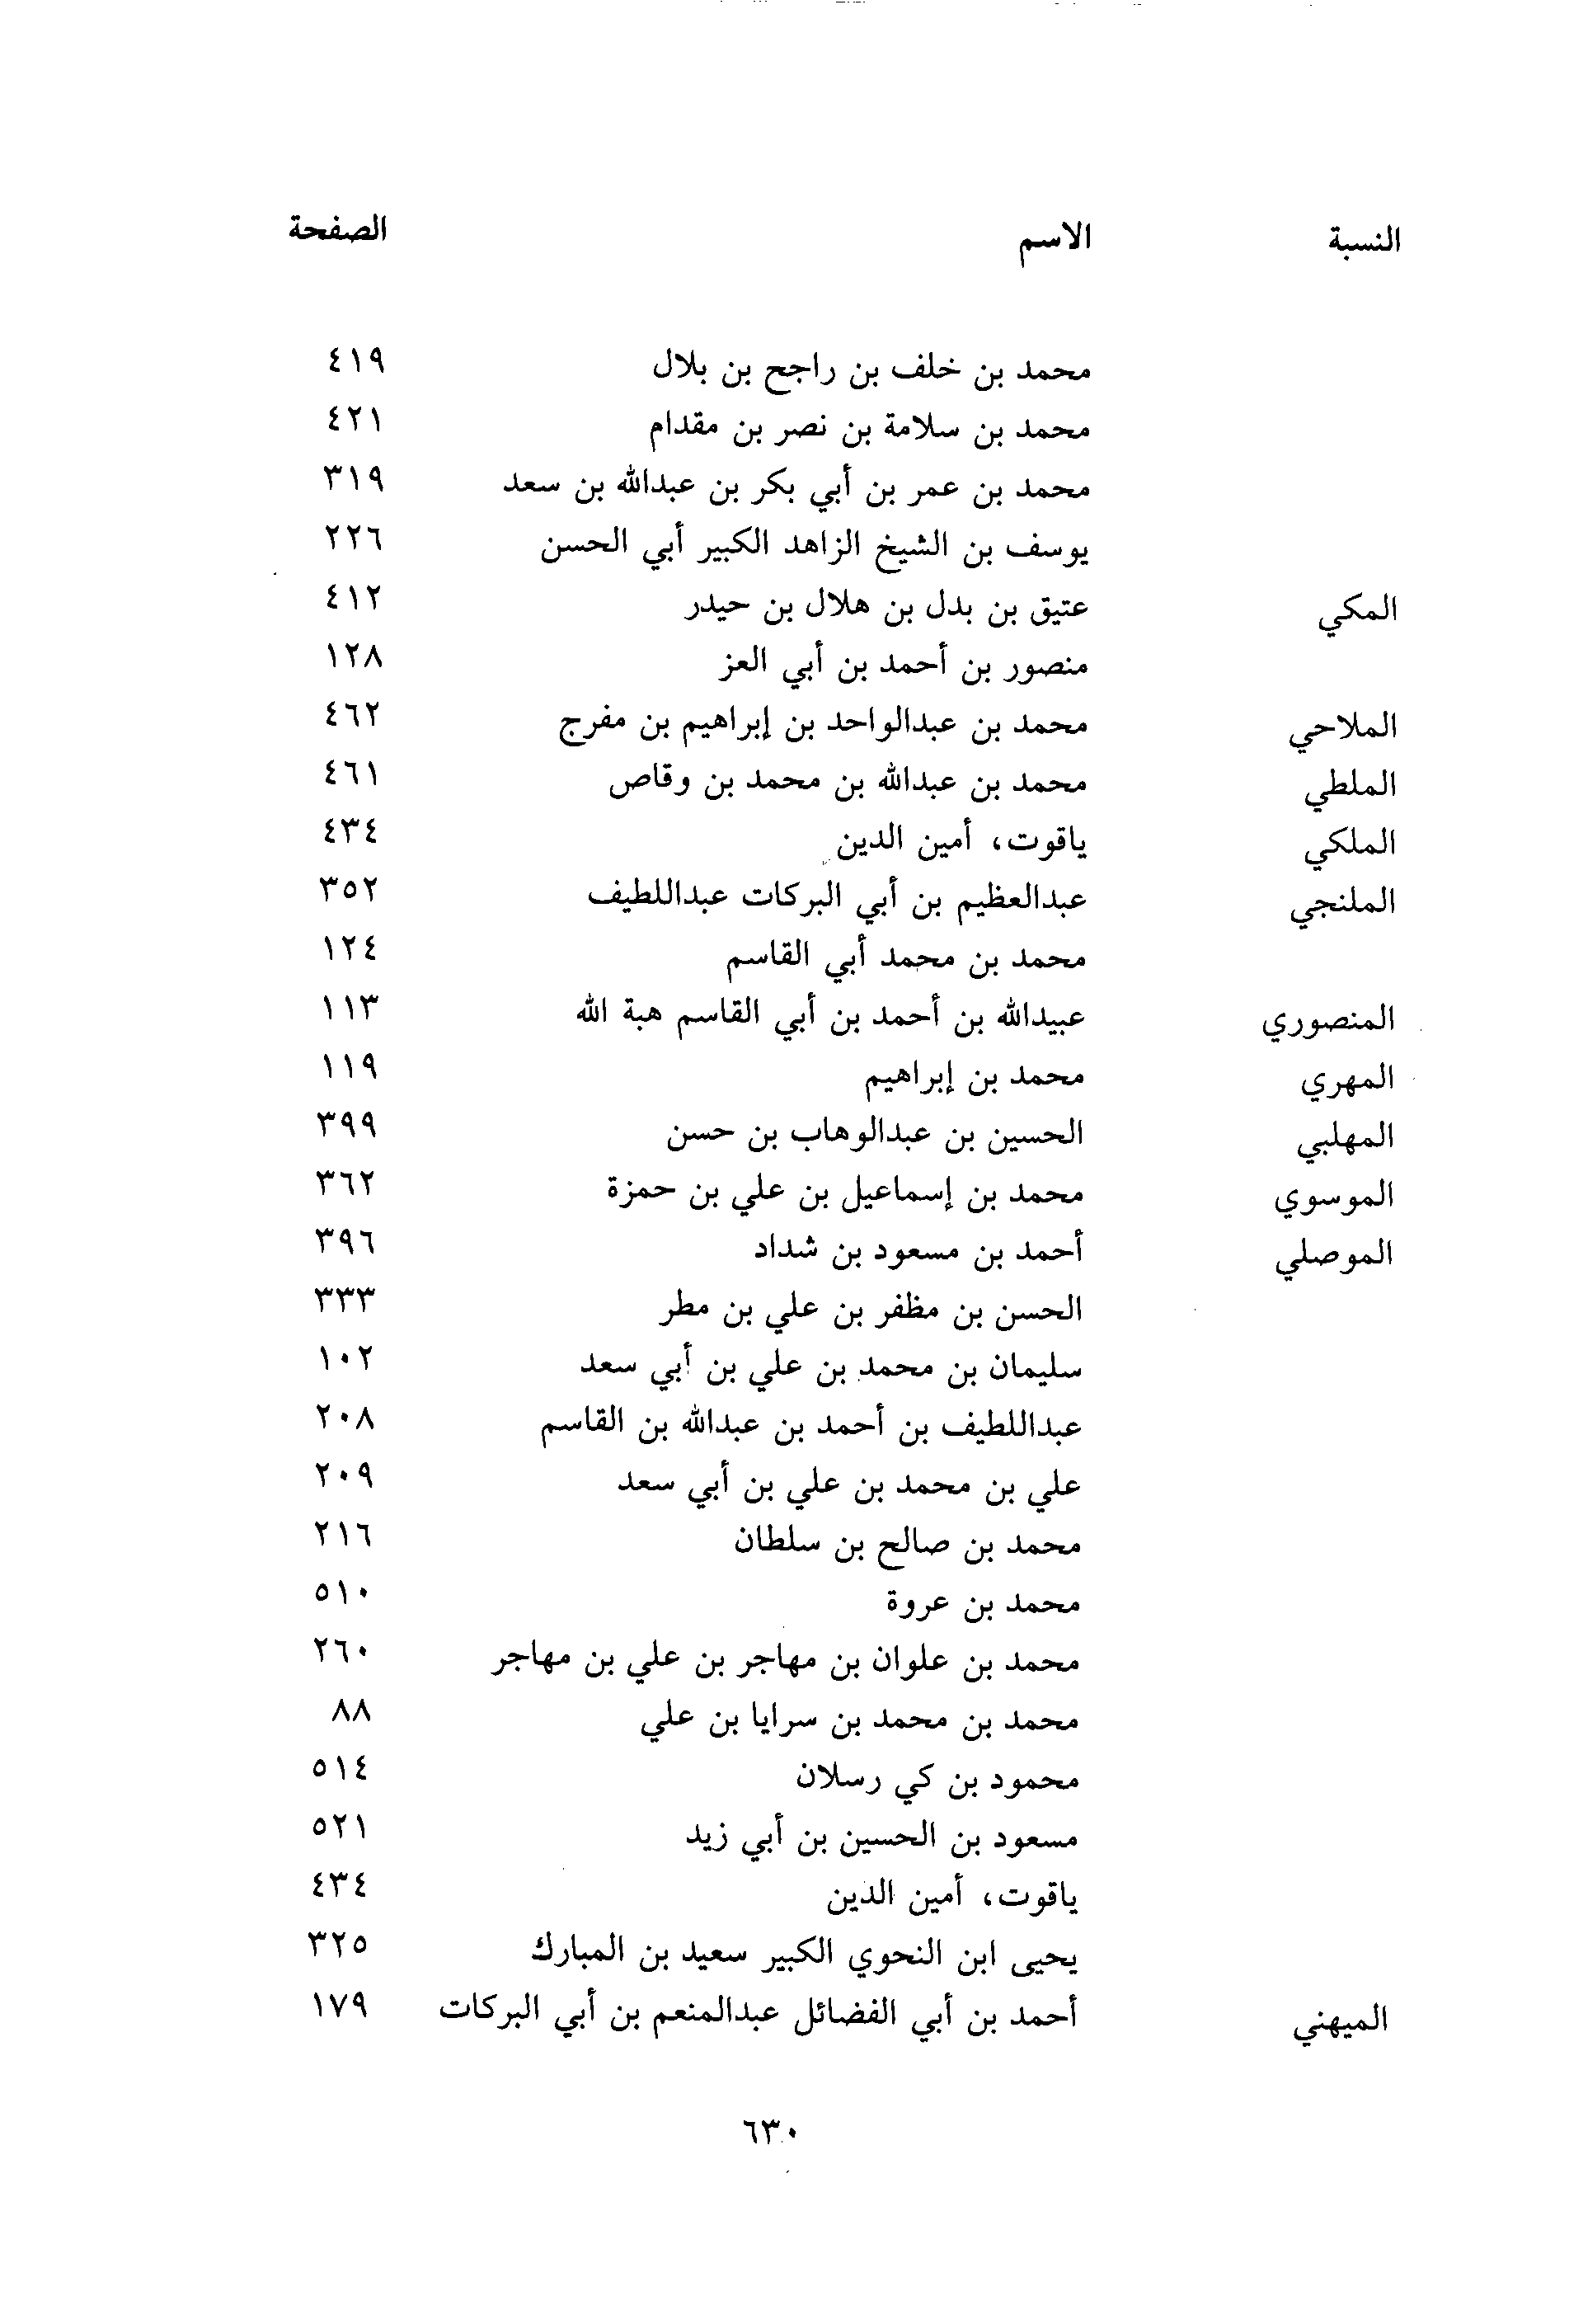 النسبة الاسم الصفحة
محمد بن خلف بن راجح بن بلال ٤١٩
محمد بن سلامة بن نصر بن مقدام ٤٢١
محمد بن عمر بن أبي بكر بن عبدالله بن سعد ٣١٩
يوسف بن الشيخ الزاهد الكبير أبي الحسن ٢٢٦
المكي عتيق بن بدل بن هلال بن حيدر ٤١٢
منصور بن أحمد بن أبي العز ١٢٨
الملاحي محمد بن عبدالواحد بن إبراهيم بن مفرج ٤٦٢
الملطي محمد بن عبدالله بن محمد بن وقاص ٤٦١
الملكي ياقوت، أمين الدين ٤٣٤
الملنجي عبدالعظيم بن أبي البركات عبداللطيف ٣٥٢
محمد بن محمد أبي القاسم ١٢٤
المنصوري عبيدالله بن أحمد بن أبي القاسم هبة الله ١١٣
المهري محمد بن إبراهيم ١١٩
المهلبي الحسين بن عبدالوهاب بن حسن ٣٩٩
الموسوي محمد بن إسماعيل بن علي بن حمزة ٣٦٢
الموصلي أحمد بن مسعود بن شداد ٣٩٦
الحسن بن مظفر بن علي بن مطر ٣٣٣
سليمان بن محمد بن علي بن أبي سعد ١٠٢
عبداللطيف بن أحمد بن عبدالله بن القاسم ٢٠٨
علي بن محمد بن علي بن أبي سعد ٢٠٩
محمد بن صالح بن سلطان ٢١٦
محمد بن عروة ٥١٠
محمد بن علوان بن مهاجر بن علي بن مهاجر ٢٦٠
محمد بن محمد بن سرايا بن علي ٨٨
محمود بن كي رسلان ٥١٤
مسعود بن الحسين بن أبي زيد ٥٢١
ياقوت، أمين الدين ٤٣٤
يحيى ابن النحوي الكبير سعيد بن المبارك ٣٢٥
الميهني أحمد بن أبي الفضائل عبدالمنعم بن أبي البركات ١٧٩
٦٣٠